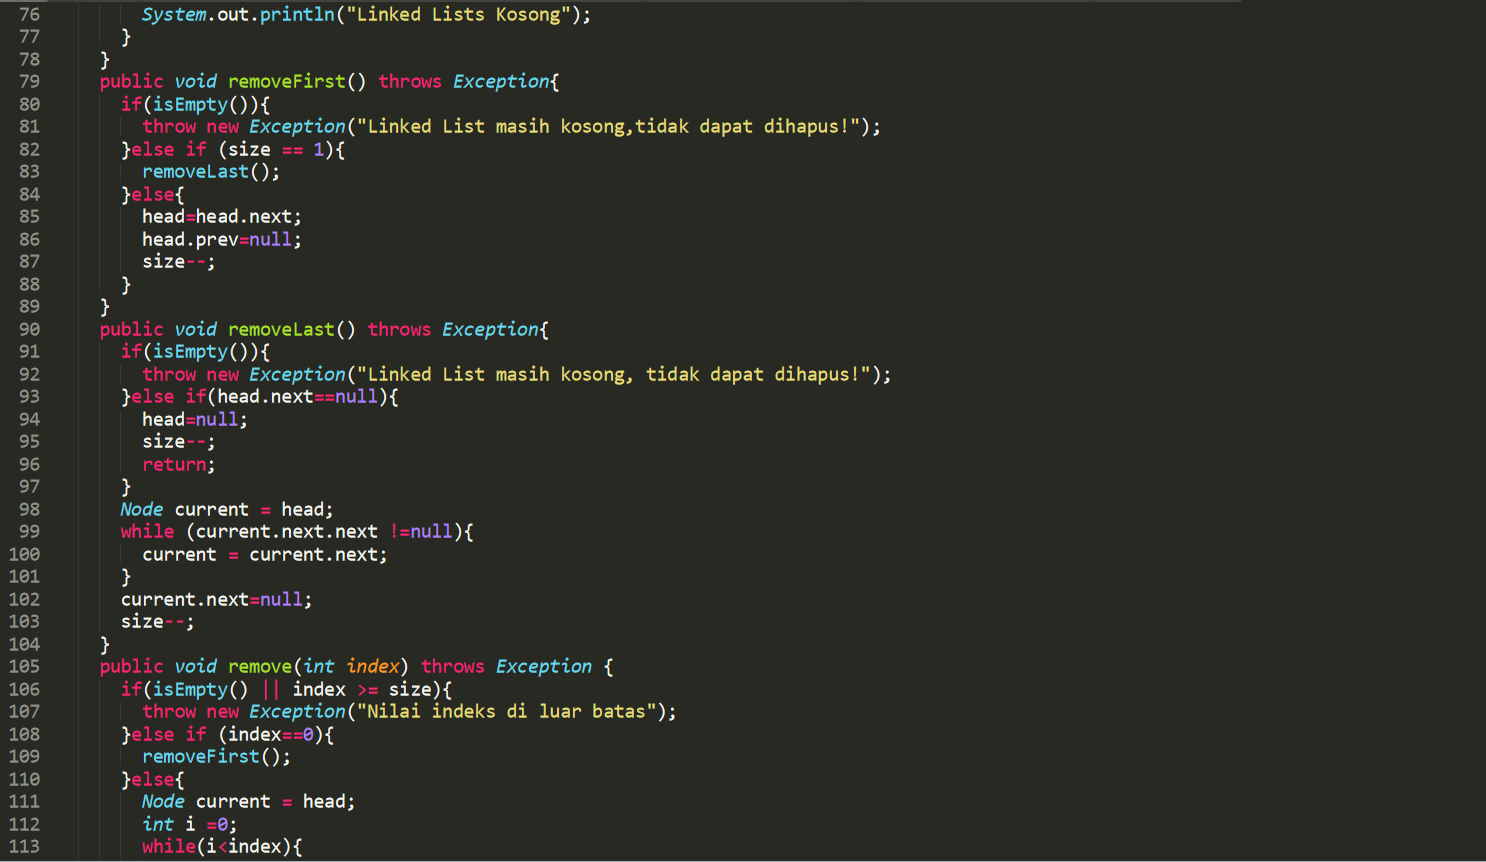 76 System.out.println("Linked Lists Kosong");
77 }
78 }
79 public void removeFirst() throws Exception{
80 if(isEmpty()){
81 throw new Exception("Linked List masih kosong,tidak dapat dihapus!");
82 }else if (size == 1){
83 removeLast();
84 }else{
85 head=head.next;
86 head.prev=null;
87 size--;
88 }
89 }
90 public void removeLast() throws Exception{
91 if(isEmpty()){
92 throw new Exception("Linked List masih kosong, tidak dapat dihapus!");
93 }else if(head.next==null){
94 head=null;
95 size--;
96 return;
97 }
98 Node current = head;
99 while (current.next.next !=null){
100 current = current.next;
101 }
102 current.next=null;
103 size--;
104 }
105 public void remove(int index) throws Exception {
106 if(isEmpty() || index >= size){
107 throw new Exception("Nilai indeks di luar batas");
108 }else if (index==0){
109 removeFirst();
110 }else{
111 Node current = head;
112 int i =0;
113 while(i<index){